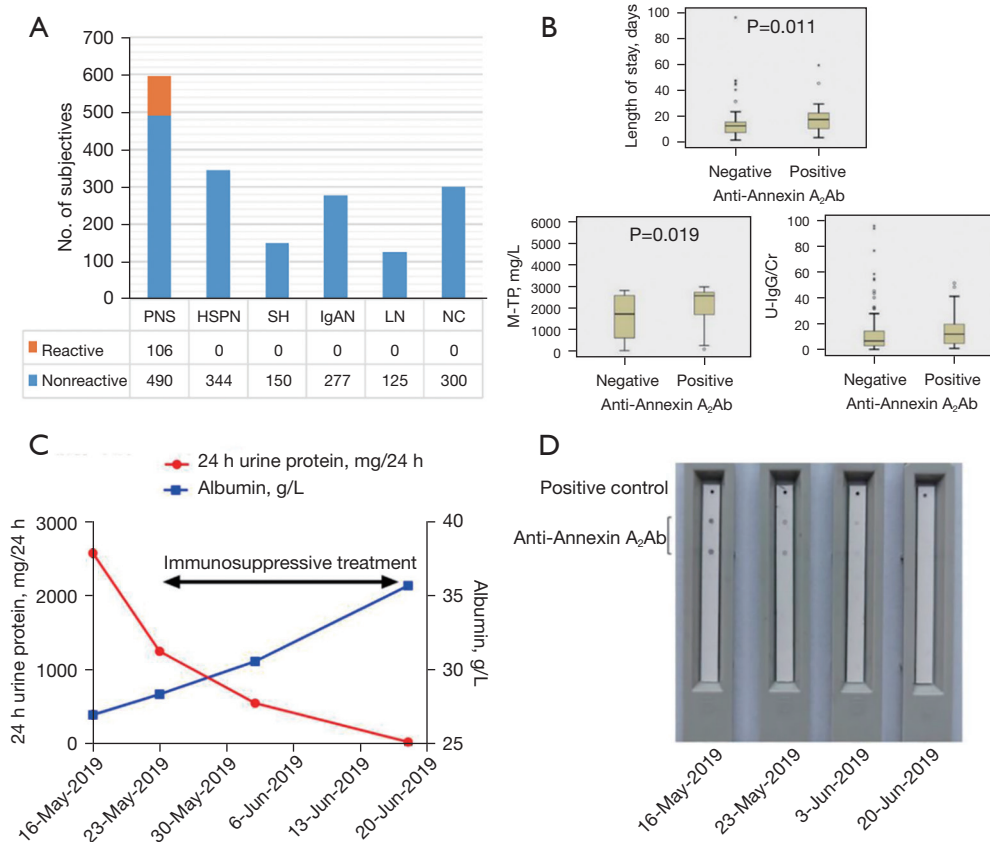 A
700
600
500
400
300
200
100
0
No. of subjectives
PNS HSPN SH IgAN LN NC
Reactive 106 0 0 0 0 0
Nonreactive 490 344 150 277 125 300
B
100
80
60
40
20
0
Length of stay, days
P=0.011
Negative Positive
Anti-Annexin A₂Ab
6000
5000
4000
3000
2000
1000
0
M-TP, mg/L
P=0.019
Negative Positive
Anti-Annexin A₂Ab
100
80
60
40
20
0
U-IgG/Cr
Negative Positive
Anti-Annexin A₂Ab
C
24 h urine protein, mg/24 h
Albumin, g/L
3000
2000
1000
0
24 h urine protein, mg/24 h
Immunosuppressive treatment
40
35
30
25
Albumin, g/L
16-May-2019
23-May-2019
30-May-2019
6-Jun-2019
13-Jun-2019
20-Jun-2019
D
Positive control
Anti-Annexin A₂Ab
16-May-2019
23-May-2019
3-Jun-2019
20-Jun-2019